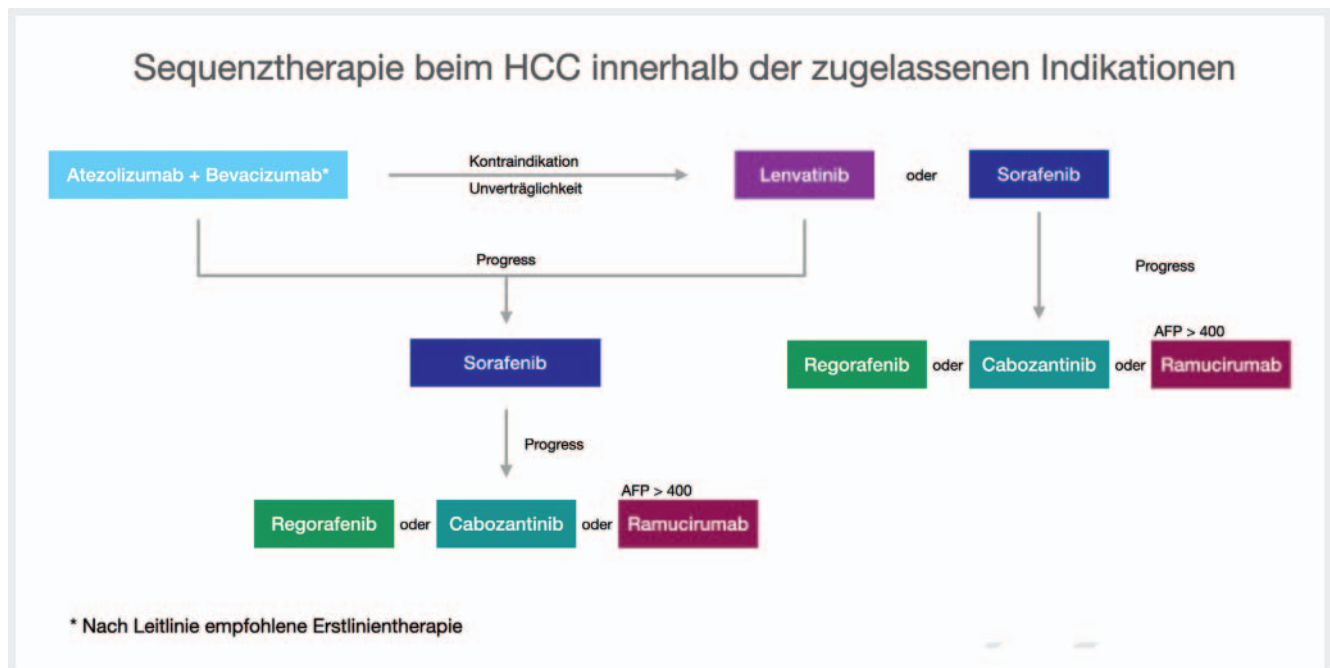 Sequenztherapie beim HCC innerhalb der zugelassenen Indikationen
Atezolizumab + Bevacizumab*
Kontraindikation
Unverträglichkeit
Lenvatinib
oder
Sorafenib
Progress
Progress
Sorafenib
AFP > 400
Regorafenib oder Cabozantinib oder Ramucirumab
Progress
AFP > 400
Regorafenib oder Cabozantinib oder Ramucirumab
* Nach Leitlinie empfohlene Erstlinientherapie